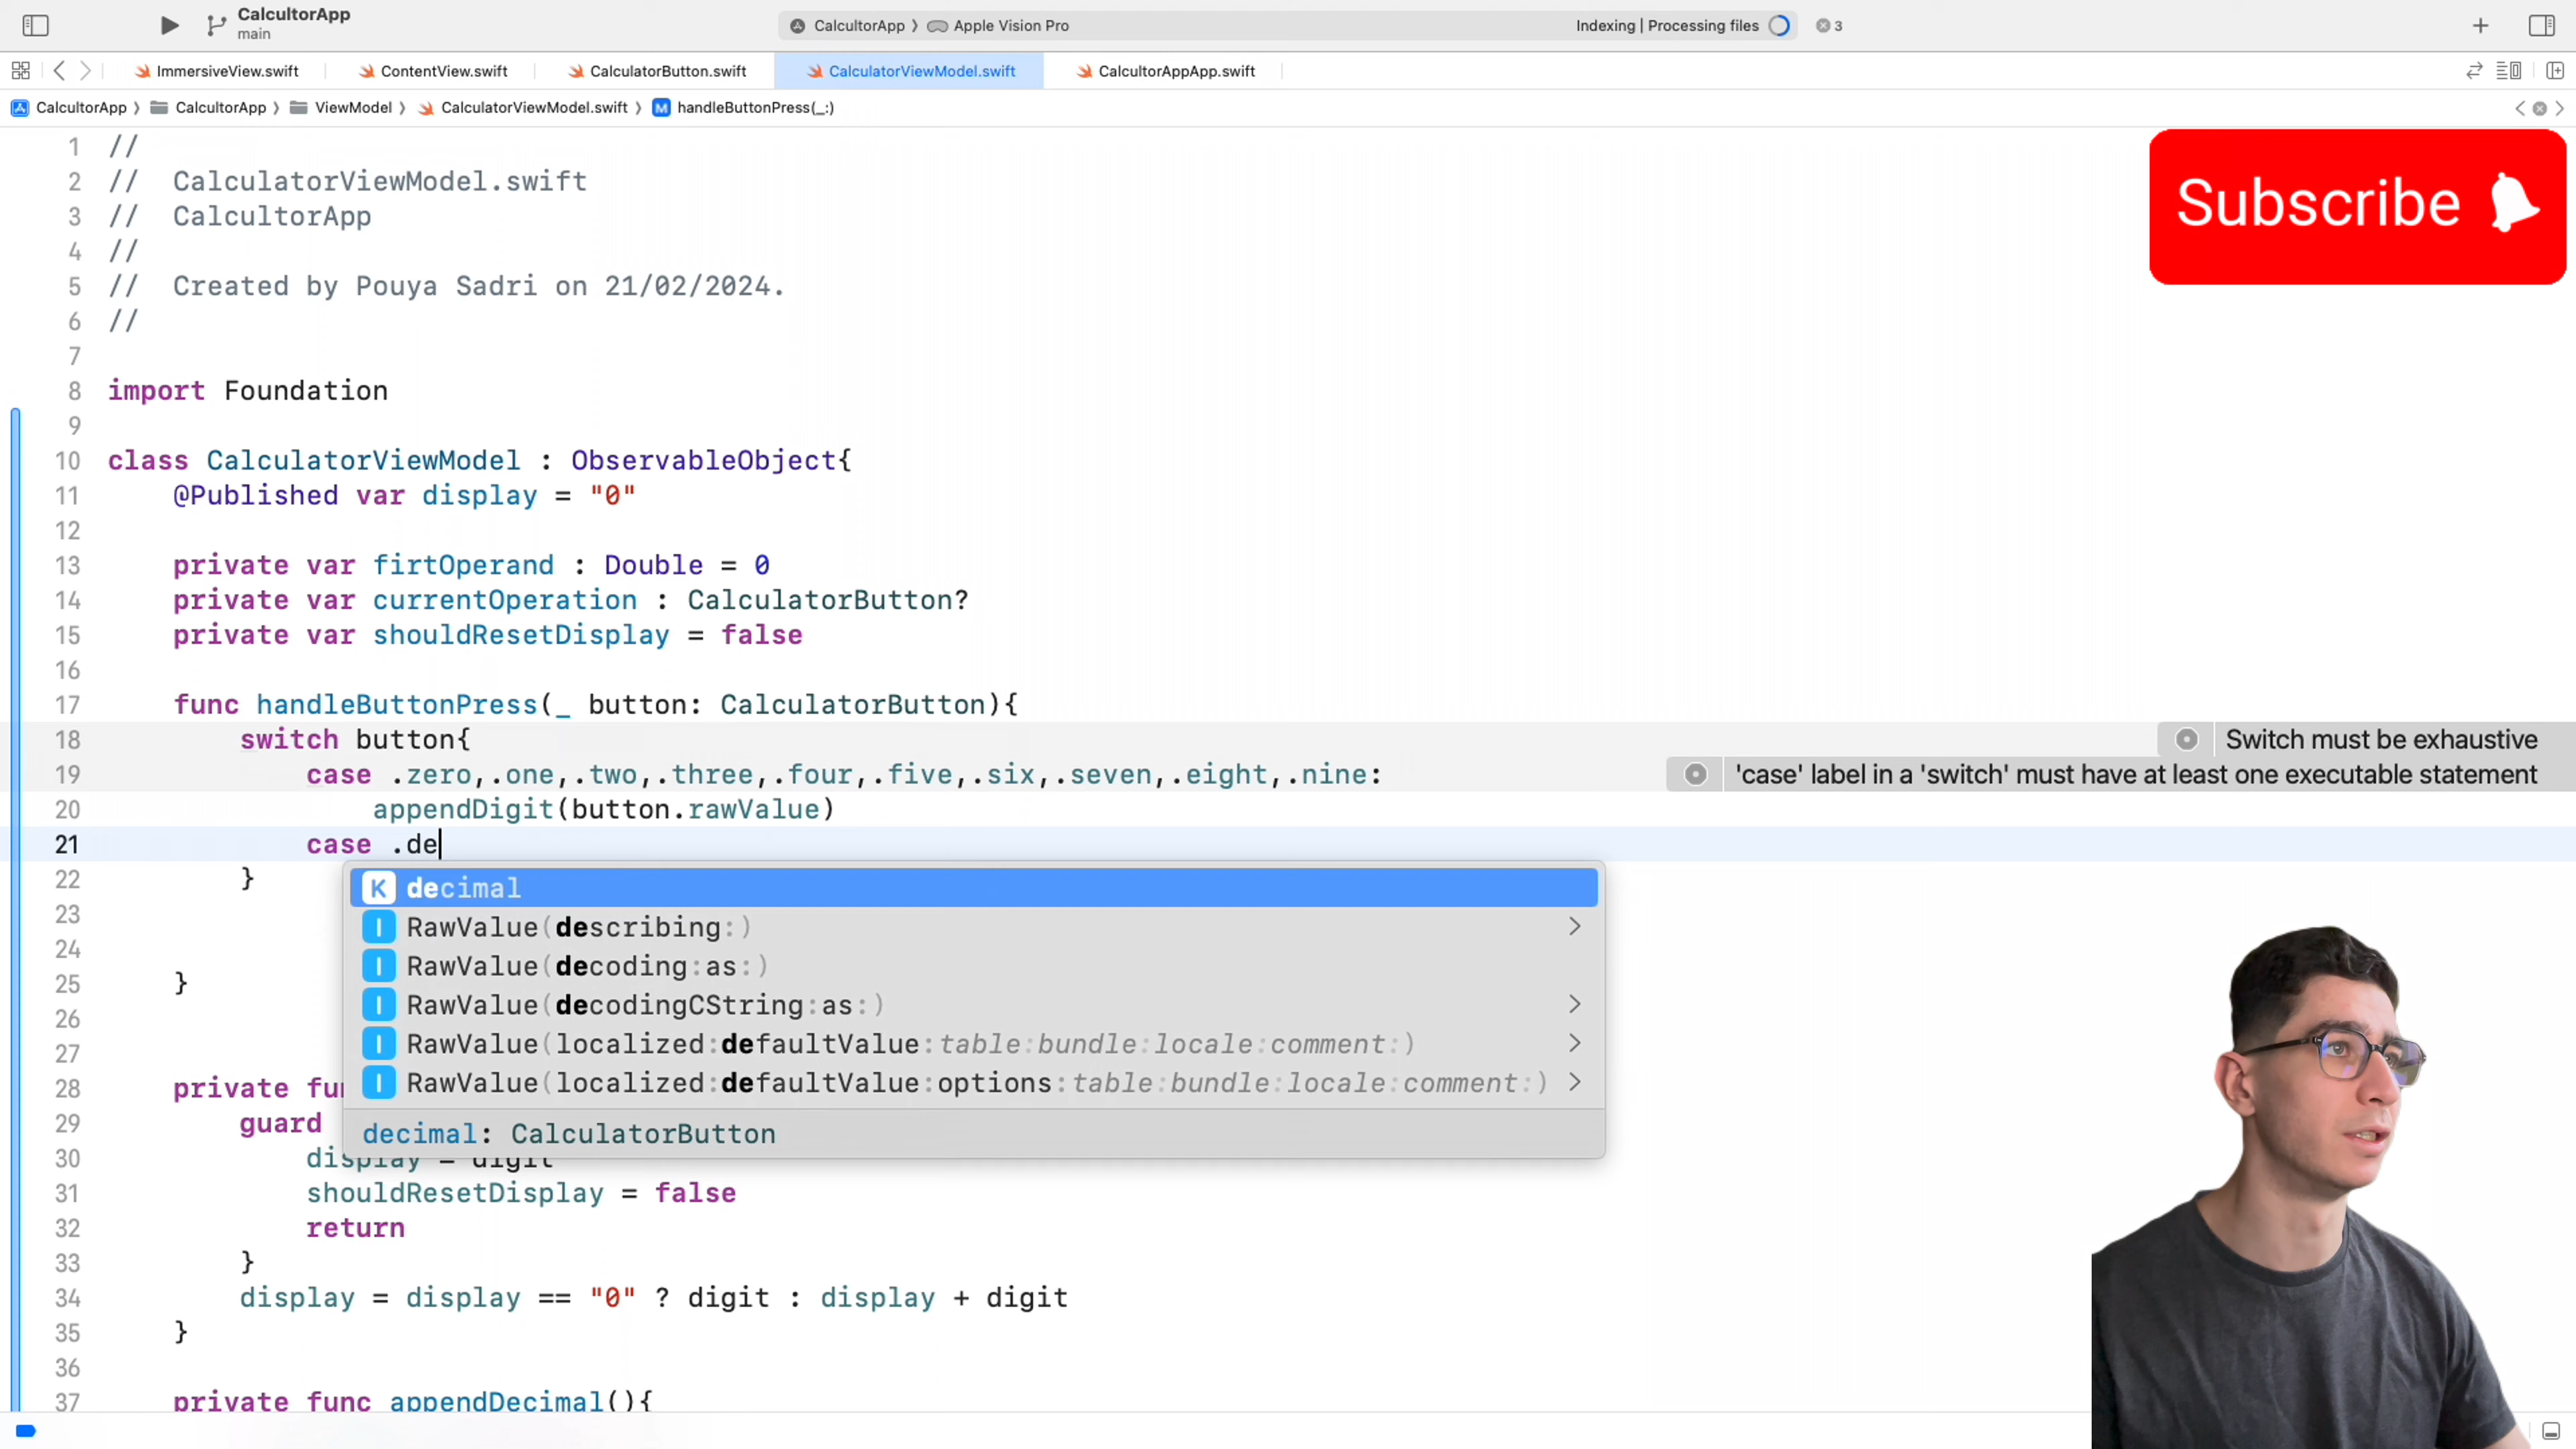 CalcultorApp
main
CalcultorApp 〉 Apple Vision Pro
Indexing | Processing files
3
ImmersiveView.swift
ContentView.swift
CalculatorButton.swift
CalculatorViewModel.swift
CalcultorAppApp.swift
CalcultorApp 〉 CalcultorApp 〉 ViewModel 〉 CalculatorViewModel.swift 〉 M handleButtonPress(_:)
Subscribe
1 //
2 //  CalculatorViewModel.swift
3 //  CalcultorApp
4 //
5 //  Created by Pouya Sadri on 21/02/2024.
6 //
7
8 import Foundation
9
10 class CalculatorViewModel : ObservableObject{
11 @Published var display = "0"
12
13 private var firtOperand : Double = 0
14 private var currentOperation : CalculatorButton?
15 private var shouldResetDisplay = false
16
17 func handleButtonPress(_ button: CalculatorButton){
18 switch button{ Switch must be exhaustive
19 case .zero,.one,.two,.three,.four,.five,.six,.seven,.eight,.nine: 'case' label in a 'switch' must have at least one executable statement
20 appendDigit(button.rawValue)
21 case .de
22 }
K decimal
23
I RawValue(describing:)
24
I RawValue(decoding:as:)
25 }
I RawValue(decodingCString:as:)
26
I RawValue(localized:defaultValue:table:bundle:locale:comment:)
27
I RawValue(localized:defaultValue:options:table:bundle:locale:comment:)
28 private fun
29 guard
decimal: CalculatorButton
30 display = digit
31 shouldResetDisplay = false
32 return
33 }
34 display = display == "0" ? digit : display + digit
35 }
36
37 private func appendDecimal(){